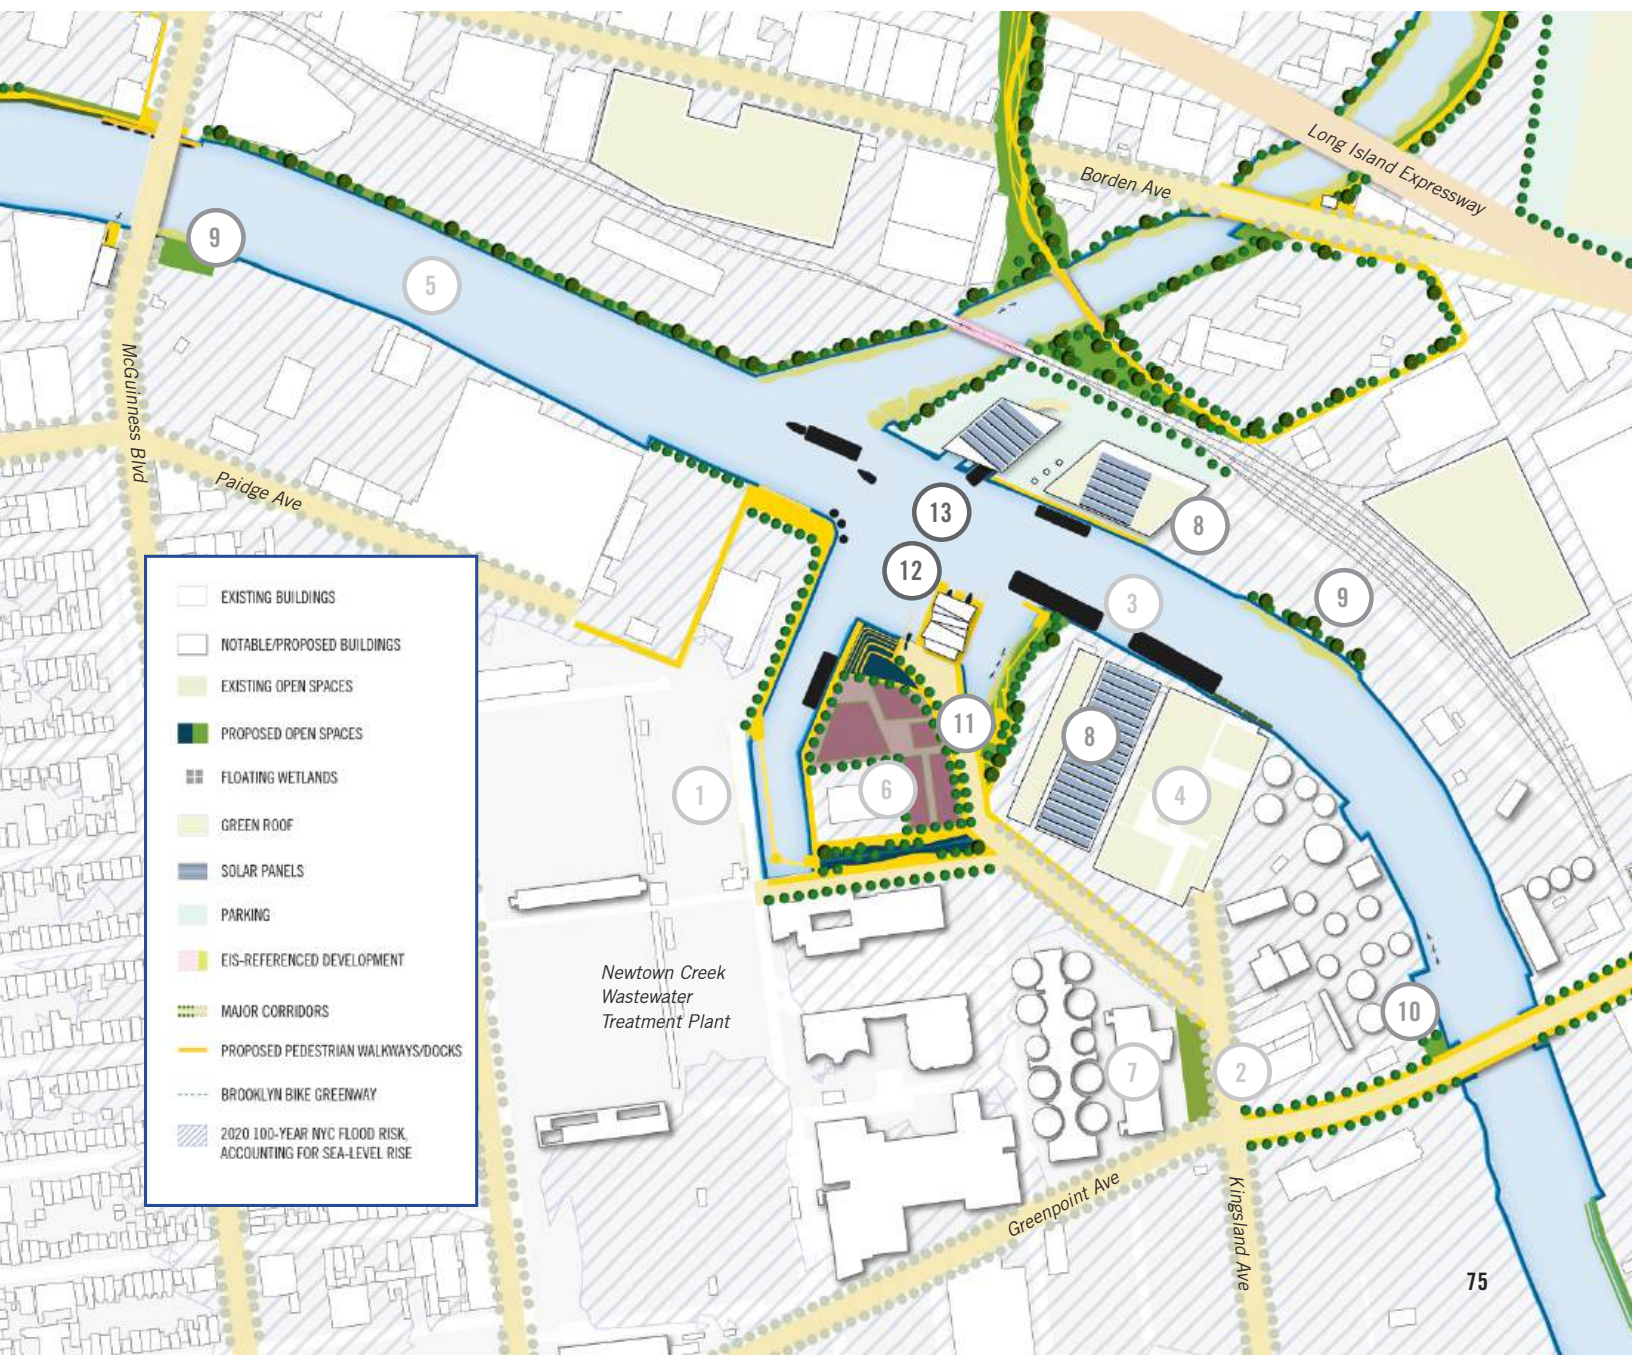 Long Island Expressway
Borden Ave
9
5
McGuinness Blvd
Paidge Ave
13
8
12
9
3
EXISTING BUILDINGS
NOTABLE/PROPOSED BUILDINGS
EXISTING OPEN SPACES
PROPOSED OPEN SPACES
FLOATING WETLANDS
GREEN ROOF
SOLAR PANELS
PARKING
EIS-REFERENCED DEVELOPMENT
MAJOR CORRIDORS
PROPOSED PEDESTRIAN WALKWAYS/DOCKS
BROOKLYN BIKE GREENWAY
2020 100-YEAR NYC FLOOD RISK,
ACCOUNTING FOR SEA-LEVEL RISE
11
8
1
6
4
Newtown Creek
Wastewater
Treatment Plant
10
7
2
Greenpoint Ave
Kingsland Ave
75